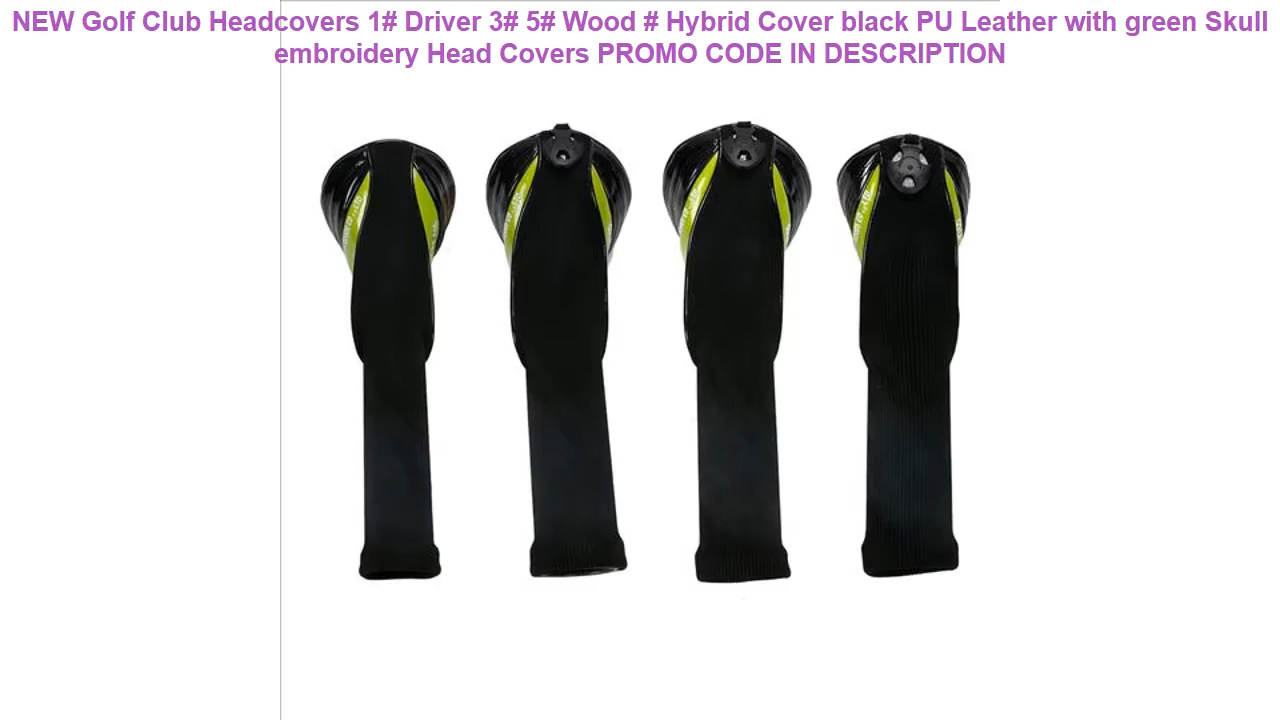 NEW Golf Club Headcovers 1# Driver 3# 5# Wood # Hybrid Cover black PU Leather with green Skull
embroidery Head Covers PROMO CODE IN DESCRIPTION